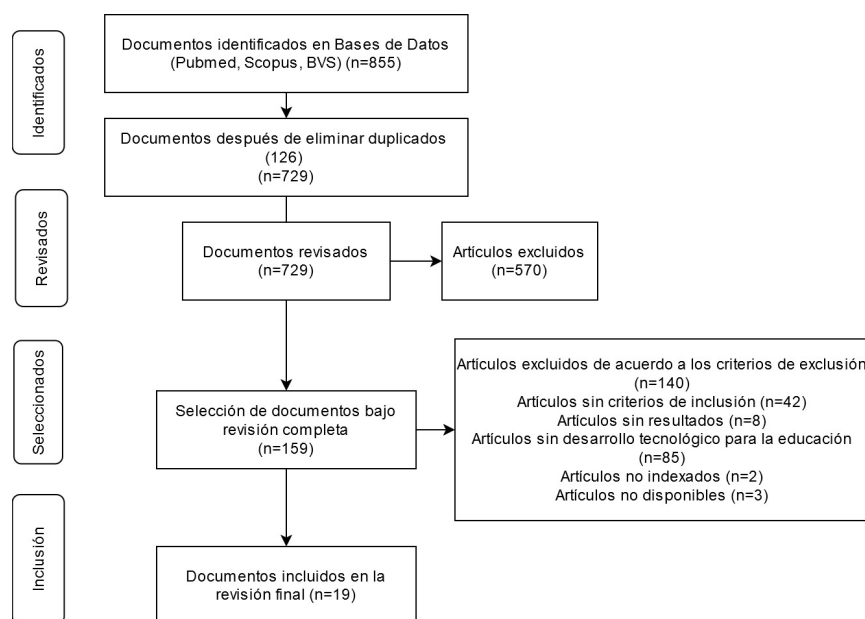 Identificados
Documentos identificados en Bases de Datos
(Pubmed, Scopus, BVS) (n=855)
Documentos después de eliminar duplicados
(126)
(n=729)
Revisados
Documentos revisados
(n=729)
Artículos excluidos
(n=570)
Seleccionados
Selección de documentos bajo
revisión completa
(n=159)
Artículos excluidos de acuerdo a los criterios de exclusión
(n=140)
Artículos sin criterios de inclusión (n=42)
Artículos sin resultados (n=8)
Artículos sin desarrollo tecnológico para la educación
(n=85)
Artículos no indexados (n=2)
Artículos no disponibles (n=3)
Inclusión
Documentos incluidos en la
revisión final (n=19)